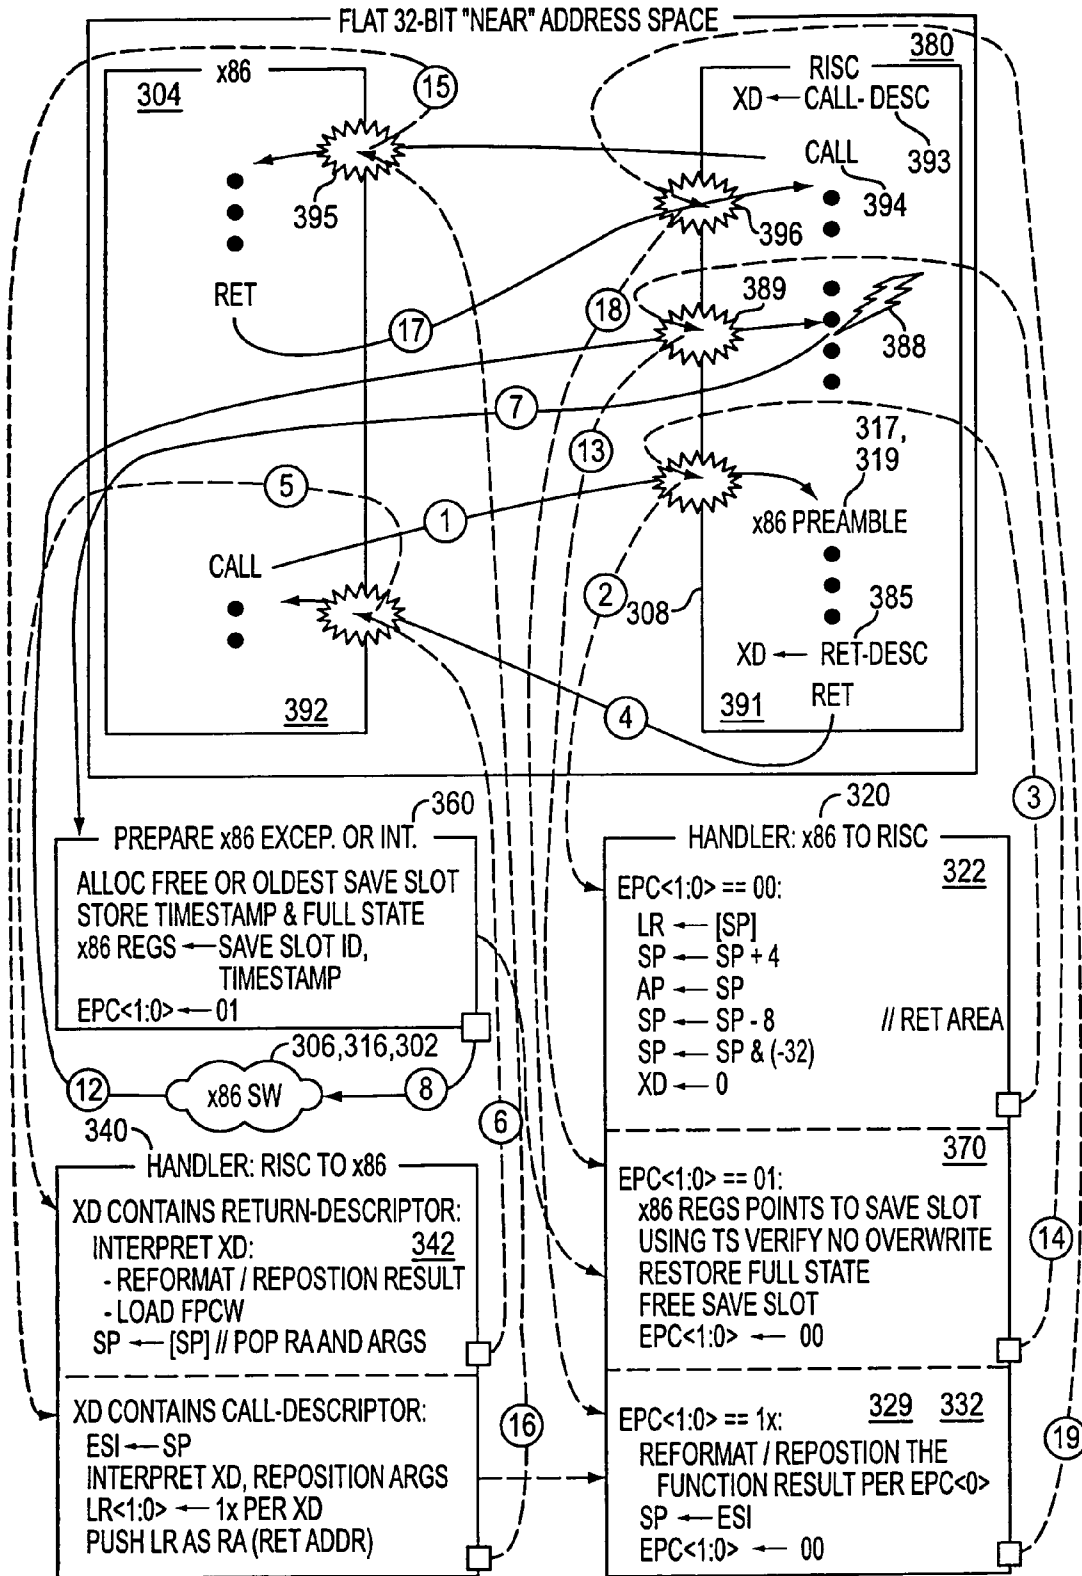 FLAT 32-BIT "NEAR" ADDRESS SPACE
x86
304
15
395
RET
17
7
5
1
CALL
392
380
RISC
XD ← CALL-DESC
393
CALL
394
396
18
389
388
13
317,
319
x86 PREAMBLE
2
308
385
XD ← RET-DESC
RET
391
4
3
360
PREPARE x86 EXCEP. OR INT.
ALLOC FREE OR OLDEST SAVE SLOT
STORE TIMESTAMP & FULL STATE
x86 REGS ← SAVE SLOT ID,
TIMESTAMP
EPC<1:0> ← 01
306,316,302
12
x86 SW
8
6
340
HANDLER: RISC TO x86
XD CONTAINS RETURN-DESCRIPTOR:
INTERPRET XD:
342
- REFORMAT / REPOSTION RESULT
- LOAD FPCW
SP ← [SP] // POP RA AND ARGS
XD CONTAINS CALL-DESCRIPTOR:
ESI ← SP
INTERPRET XD, REPOSITION ARGS
LR<1:0> ← 1x PER XD
PUSH LR AS RA (RET ADDR)
16
320
HANDLER: x86 TO RISC
322
EPC<1:0> == 00:
LR ← [SP]
SP ← SP + 4
AP ← SP
SP ← SP - 8 // RET AREA
SP ← SP & (-32)
XD ← 0
370
EPC<1:0> == 01:
x86 REGS POINTS TO SAVE SLOT
USING TS VERIFY NO OVERWRITE
RESTORE FULL STATE
FREE SAVE SLOT
EPC<1:0> ← 00
14
EPC<1:0> == 1x:
329 332
REFORMAT / REPOSTION THE
FUNCTION RESULT PER EPC<0>
SP ← ESI
EPC<1:0> ← 00
19